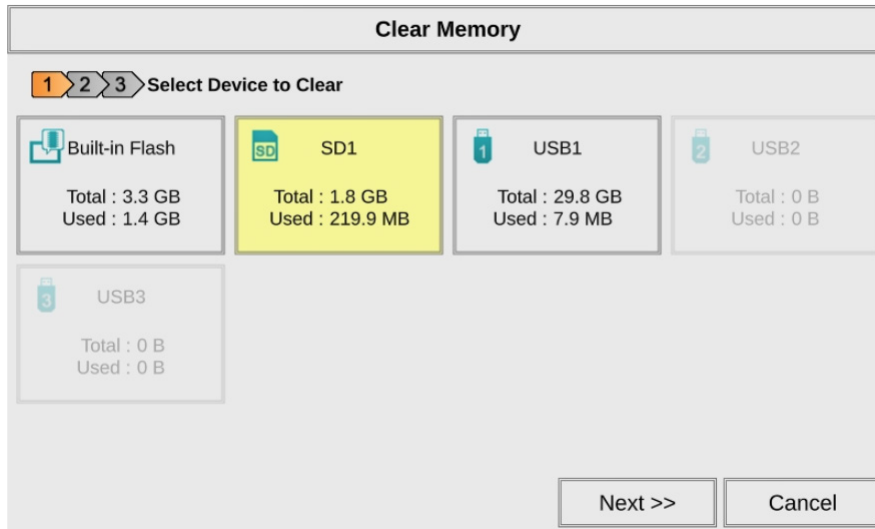 Clear Memory
1 2 3 Select Device to Clear
Built-in Flash
Total : 3.3 GB
Used : 1.4 GB
SD SD1
Total : 1.8 GB
Used : 219.9 MB
1 USB1
Total : 29.8 GB
Used : 7.9 MB
2 USB2
Total : 0 B
Used : 0 B
3 USB3
Total : 0 B
Used : 0 B
Next >>
Cancel